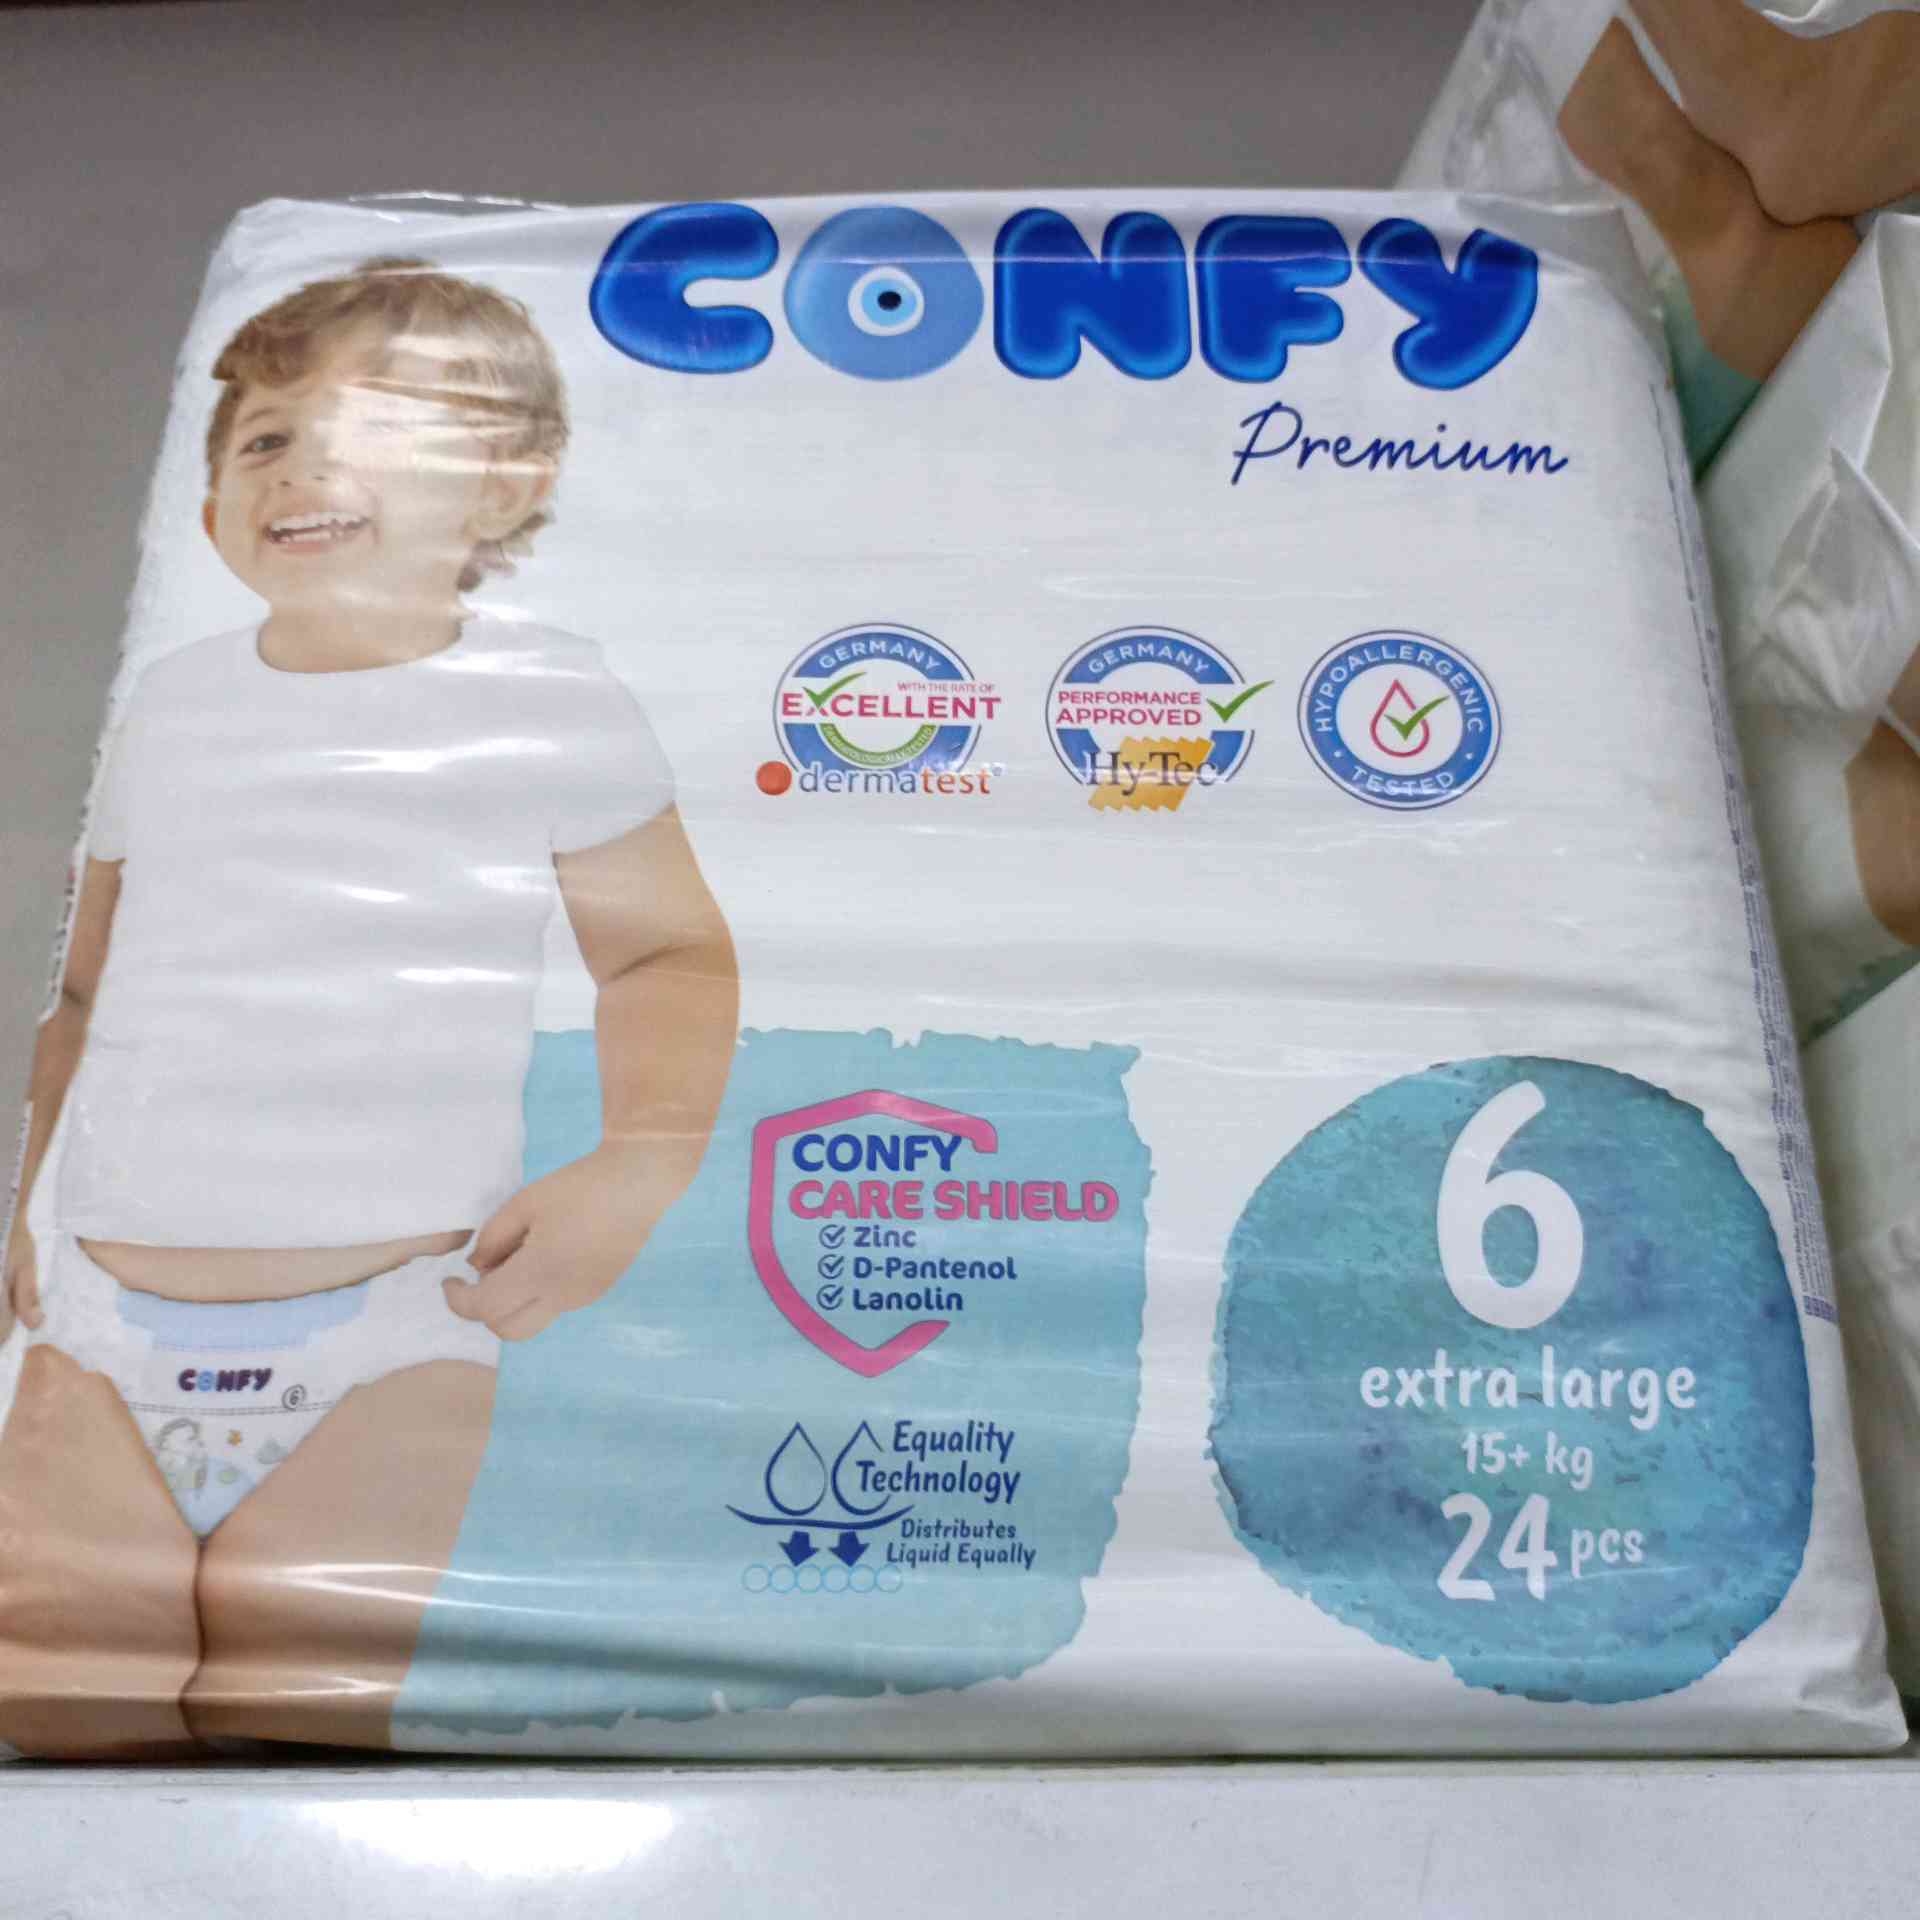 CONFY
Premium
GERMANY
WITH THE RATE OF
EXCELLENT
dermatest®
GERMANY
PERFORMANCE
APPROVED
Hy-Tec
HYPOALLERGENIC
TESTED
CONFY
CARE SHIELD
Zinc
D-Pantenol
Lanolin
Equality
Technology
Distributes
Liquid Equally
6
extra large
15+ kg
24 pcs
CONFY
6